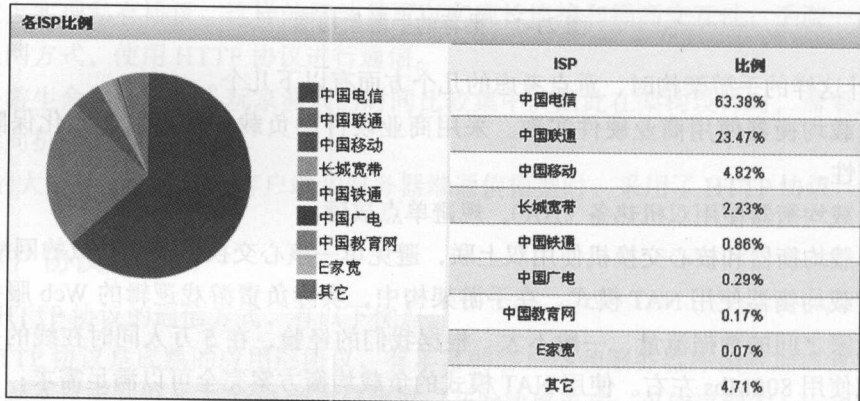 各ISP比例
中国电信
中国联通
中国移动
长城宽带
中国铁通
中国广电
中国教育网
E家宽
其它
ISP 比例
中国电信 63.38%
中国联通 23.47%
中国移动 4.82%
长城宽带 2.23%
中国铁通 0.86%
中国广电 0.29%
中国教育网 0.17%
E家宽 0.07%
其它 4.71%